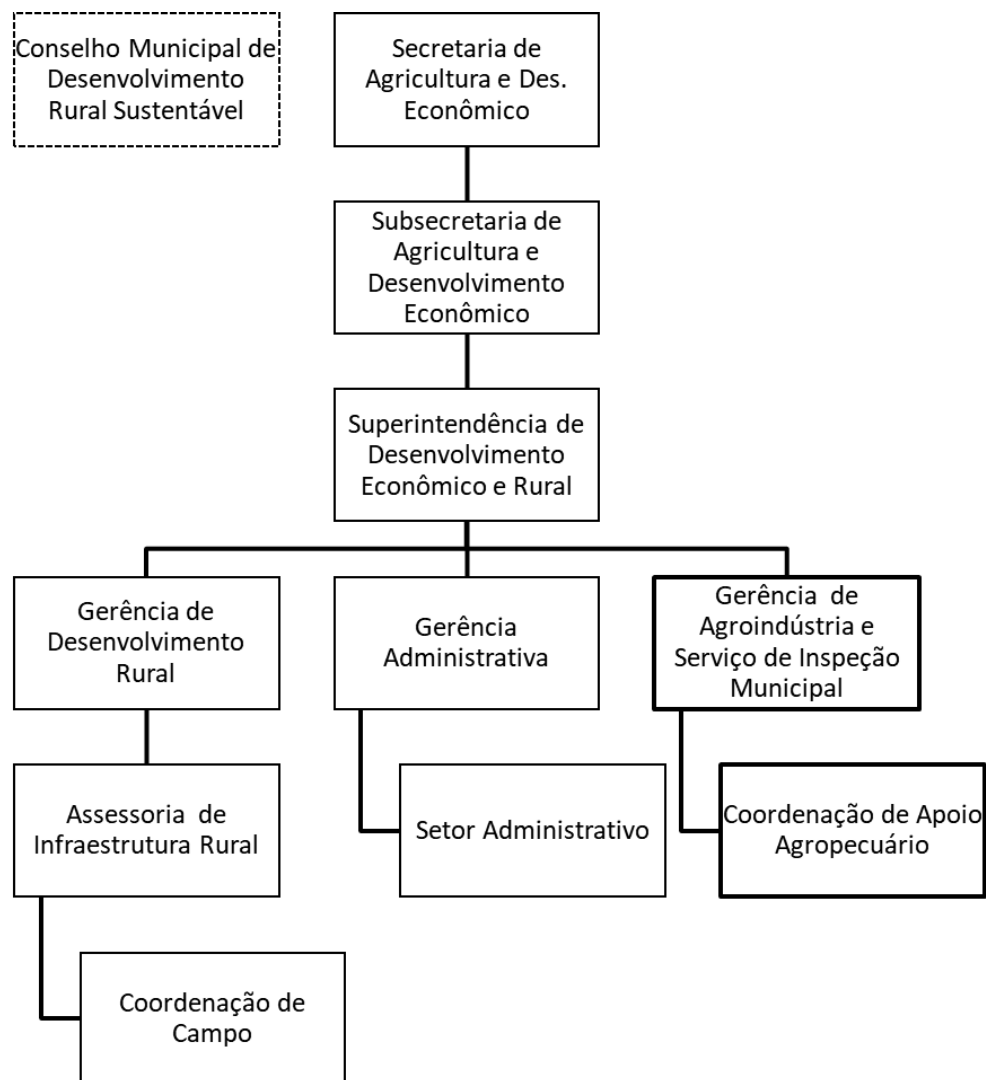 Conselho Municipal de
Desenvolvimento
Rural Sustentável
Secretaria de
Agricultura e Des.
Econômico
Subsecretaria de
Agricultura e
Desenvolvimento
Econômico
Superintendência de
Desenvolvimento
Econômico e Rural
Gerência de
Desenvolvimento
Rural
Gerência
Administrativa
Gerência de
Agroindústria e
Serviço de Inspeção
Municipal
Assessoria de
Infraestrutura Rural
Setor Administrativo
Coordenação de Apoio
Agropecuário
Coordenação de
Campo